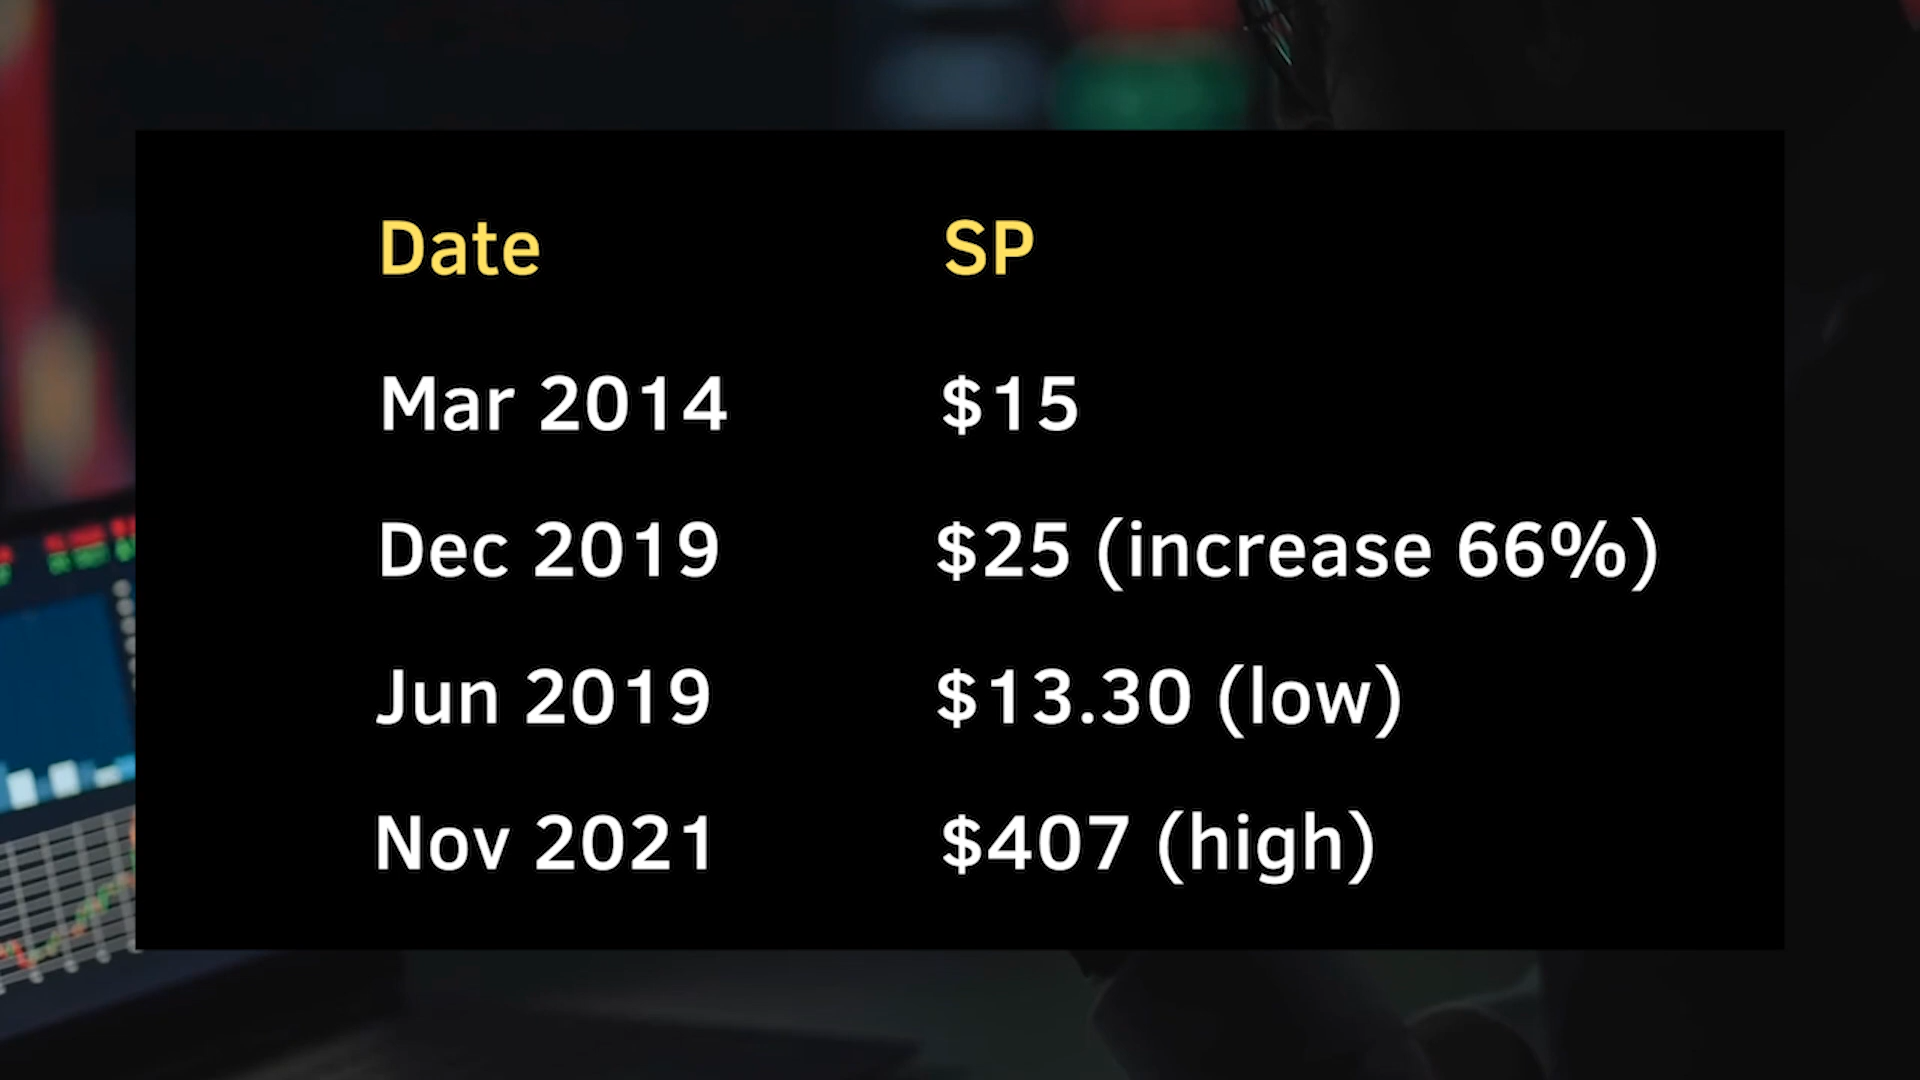 Date SP
Mar 2014 $15
Dec 2019 $25 (increase 66%)
Jun 2019 $13.30 (low)
Nov 2021 $407 (high)